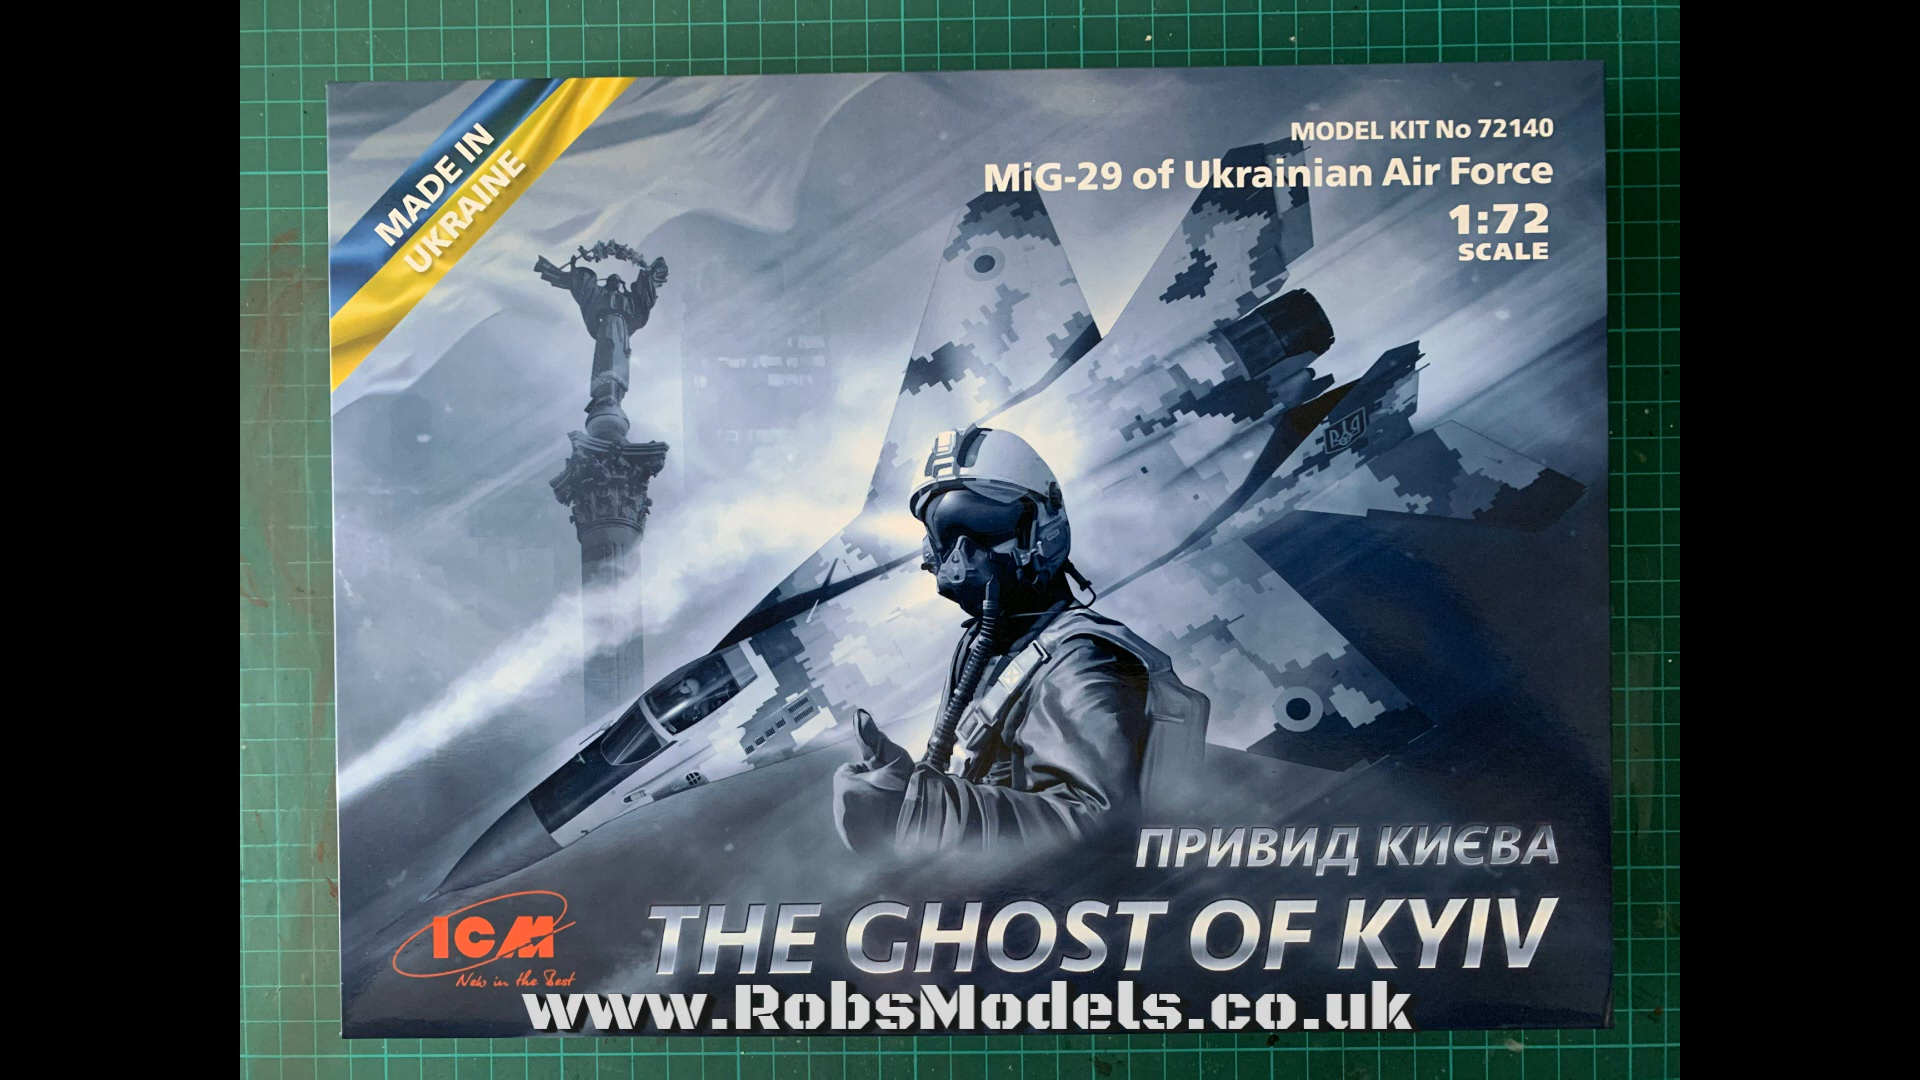 MADE IN
UKRAINE
MODEL KIT No 72140
MiG-29 of Ukrainian Air Force
1:72
SCALE
ПРИВИД КИЄВА
THE GHOST OF KYIV
ICM
New in the Best
www.RobsModels.co.uk